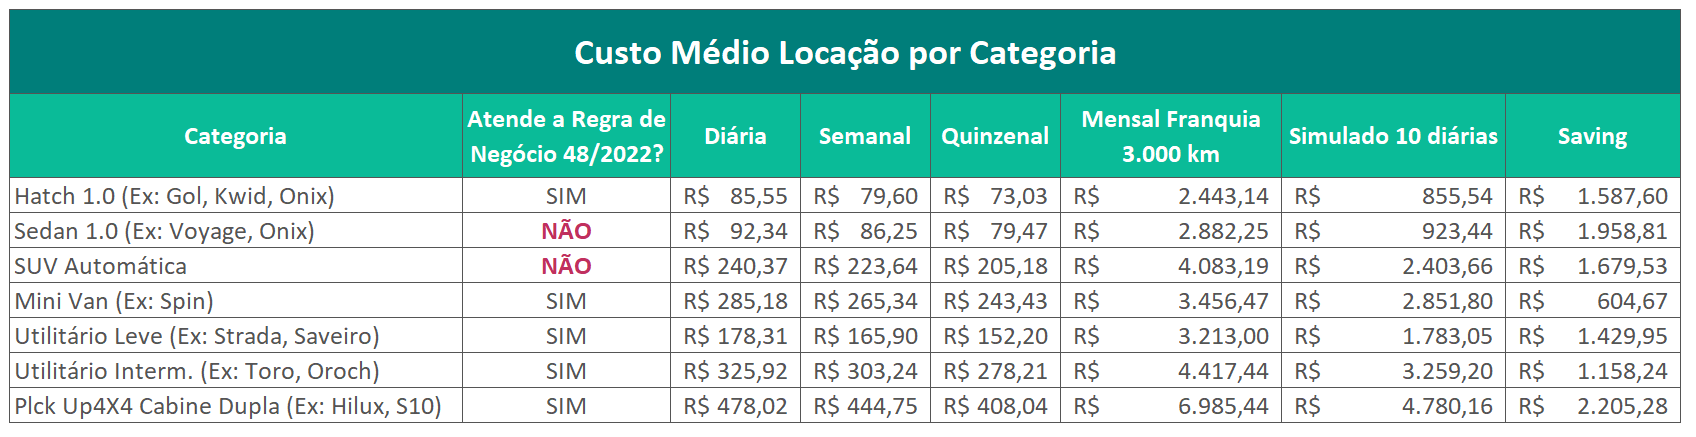 Custo Médio Locação por Categoria
Categoria Atende a Regra de Negócio 48/2022? Diária Semanal Quinzenal Mensal Franquia 3.000 km Simulado 10 diárias Saving
Hatch 1.0 (Ex: Gol, Kwid, Onix) SIM R$ 85,55 R$ 79,60 R$ 73,03 R$ 2.443,14 R$ 855,54 R$ 1.587,60
Sedan 1.0 (Ex: Voyage, Onix) NÃO R$ 92,34 R$ 86,25 R$ 79,47 R$ 2.882,25 R$ 923,44 R$ 1.958,81
SUV Automática NÃO R$ 240,37 R$ 223,64 R$ 205,18 R$ 4.083,19 R$ 2.403,66 R$ 1.679,53
Mini Van (Ex: Spin) SIM R$ 285,18 R$ 265,34 R$ 243,43 R$ 3.456,47 R$ 2.851,80 R$ 604,67
Utilitário Leve (Ex: Strada, Saveiro) SIM R$ 178,31 R$ 165,90 R$ 152,20 R$ 3.213,00 R$ 1.783,05 R$ 1.429,95
Utilitário Interm. (Ex: Toro, Oroch) SIM R$ 325,92 R$ 303,24 R$ 278,21 R$ 4.417,44 R$ 3.259,20 R$ 1.158,24
Plck Up4X4 Cabine Dupla (Ex: Hilux, S10) SIM R$ 478,02 R$ 444,75 R$ 408,04 R$ 6.985,44 R$ 4.780,16 R$ 2.205,28